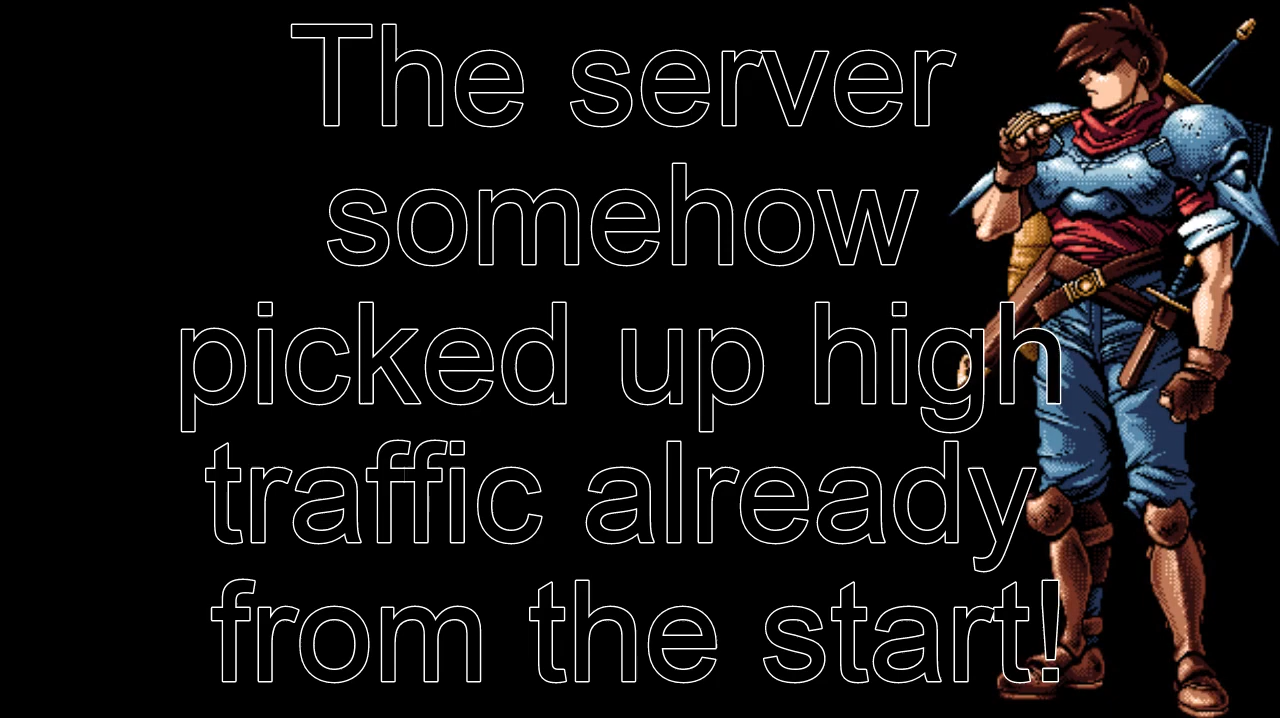 The server
somehow
picked up high
traffic already
from the start!